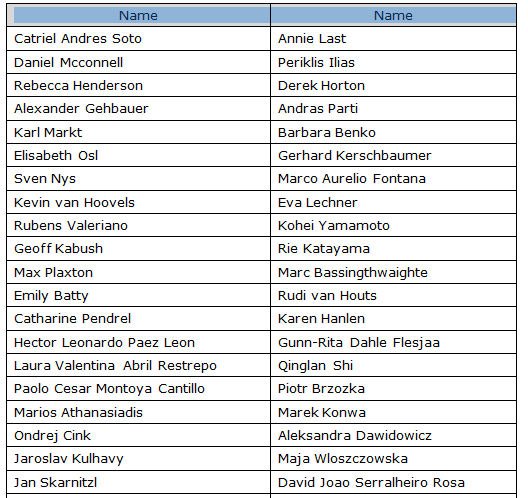 Name Name
Catriel Andres Soto Annie Last
Daniel Mcconnell Periklis Ilias
Rebecca Henderson Derek Horton
Alexander Gehbauer Andras Parti
Karl Markt Barbara Benko
Elisabeth Osl Gerhard Kerschbaumer
Sven Nys Marco Aurelio Fontana
Kevin van Hoovels Eva Lechner
Rubens Valeriano Kohei Yamamoto
Geoff Kabush Rie Katayama
Max Plaxton Marc Bassingthwaighte
Emily Batty Rudi van Houts
Catharine Pendrel Karen Hanlen
Hector Leonardo Paez Leon Gunn-Rita Dahle Flesjaa
Laura Valentina Abril Restrepo Qinglan Shi
Paolo Cesar Montoya Cantillo Piotr Brzozka
Marios Athanasiadis Marek Konwa
Ondrej Cink Aleksandra Dawidowicz
Jaroslav Kulhavy Maja Wloszczowska
Jan Skarnitzl David Joao Serralheiro Rosa